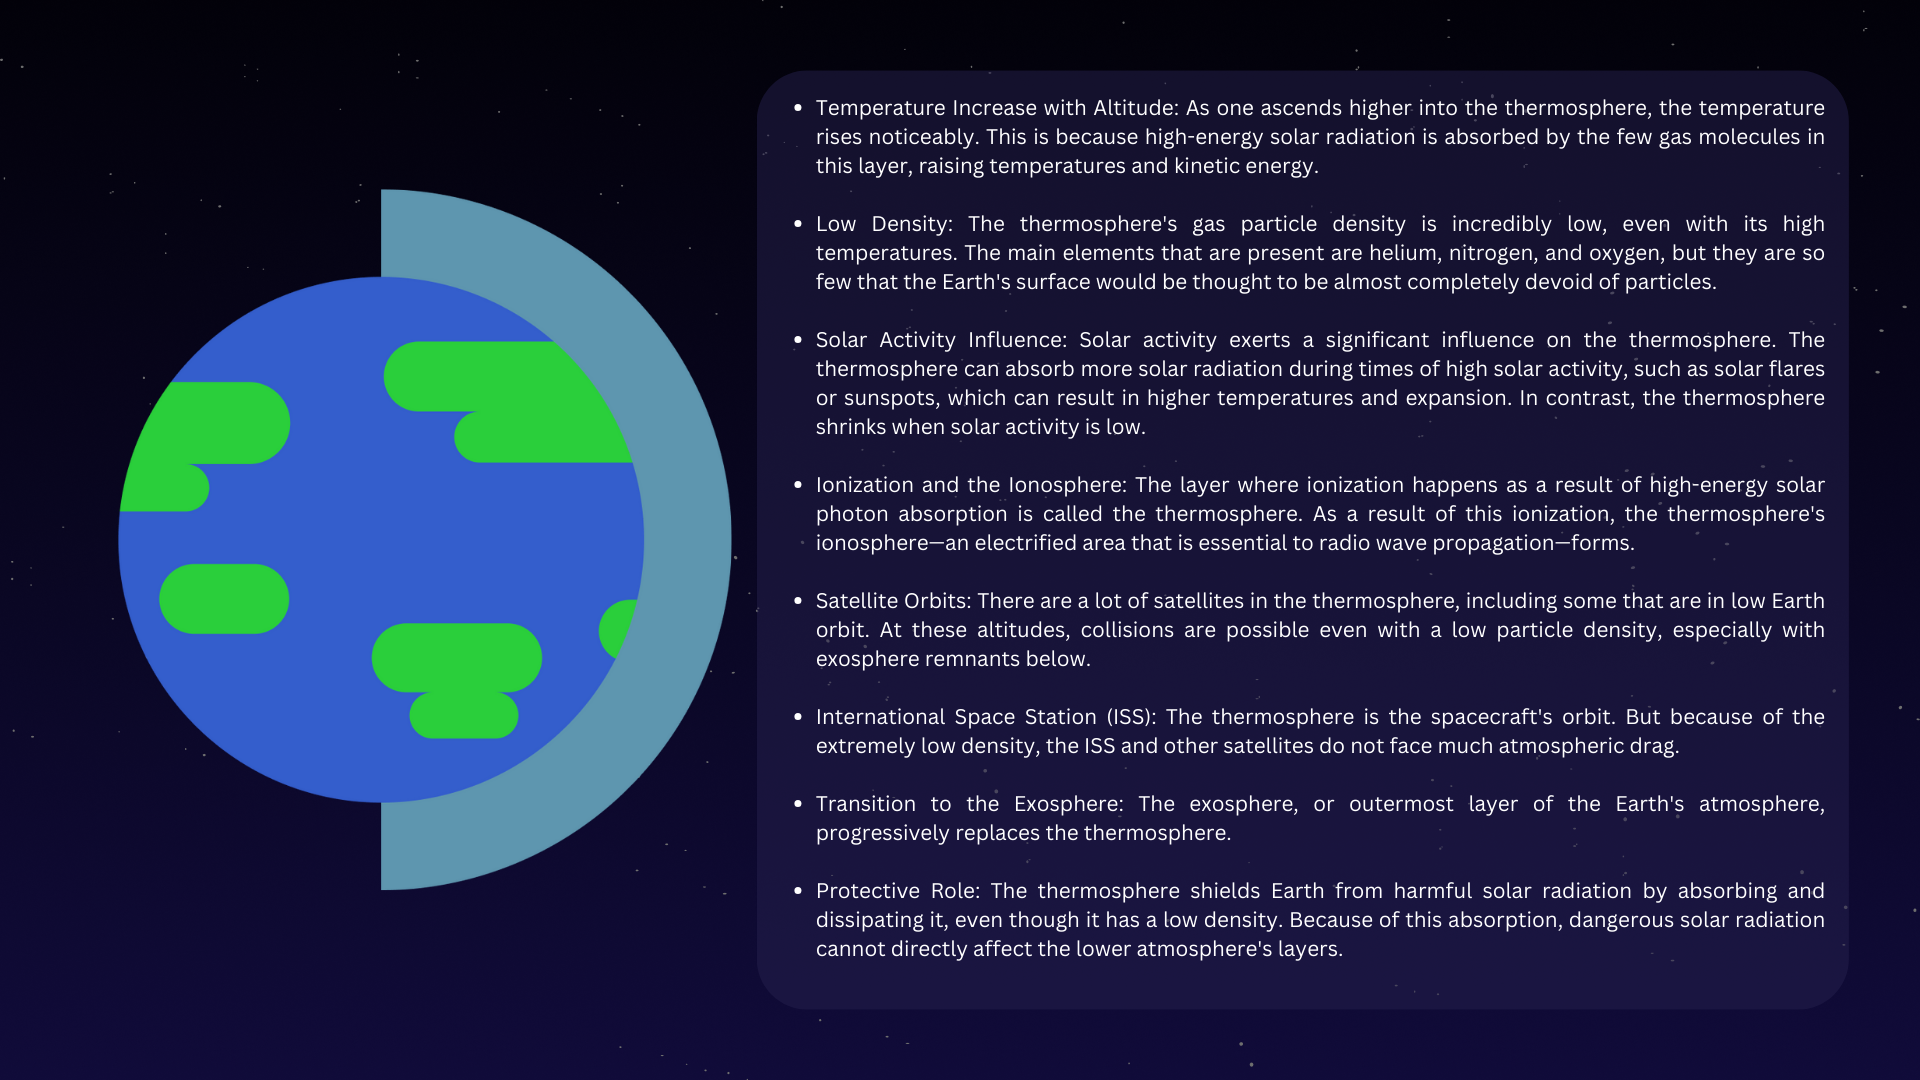 • Temperature Increase with Altitude: As one ascends higher into the thermosphere, the temperature
rises noticeably. This is because high-energy solar radiation is absorbed by the few gas molecules in
this layer, raising temperatures and kinetic energy.
• Low Density: The thermosphere's gas particle density is incredibly low, even with its high
temperatures. The main elements that are present are helium, nitrogen, and oxygen, but they are so
few that the Earth's surface would be thought to be almost completely devoid of particles.
• Solar Activity Influence: Solar activity exerts a significant influence on the thermosphere. The
thermosphere can absorb more solar radiation during times of high solar activity, such as solar flares
or sunspots, which can result in higher temperatures and expansion. In contrast, the thermosphere
shrinks when solar activity is low.
• Ionization and the Ionosphere: The layer where ionization happens as a result of high-energy solar
photon absorption is called the thermosphere. As a result of this ionization, the thermosphere's
ionosphere—an electrified area that is essential to radio wave propagation—forms.
• Satellite Orbits: There are a lot of satellites in the thermosphere, including some that are in low Earth
orbit. At these altitudes, collisions are possible even with a low particle density, especially with
exosphere remnants below.
• International Space Station (ISS): The thermosphere is the spacecraft's orbit. But because of the
extremely low density, the ISS and other satellites do not face much atmospheric drag.
• Transition to the Exosphere: The exosphere, or outermost layer of the Earth's atmosphere,
progressively replaces the thermosphere.
• Protective Role: The thermosphere shields Earth from harmful solar radiation by absorbing and
dissipating it, even though it has a low density. Because of this absorption, dangerous solar radiation
cannot directly affect the lower atmosphere's layers.